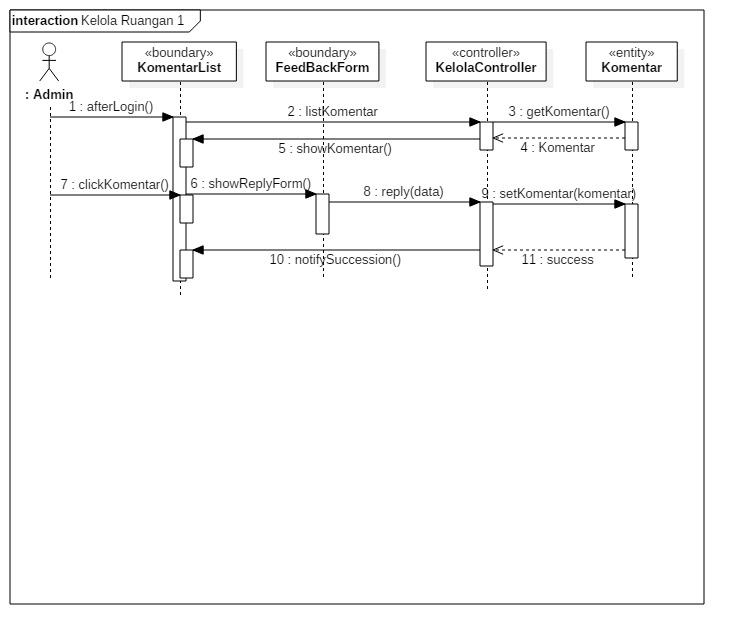 interaction Kelola Ruangan 1
«boundary»
KomentarList
«boundary»
FeedBackForm
«controller»
KelolaController
«entity»
Komentar
: Admin
1 : afterLogin()
2 : listKomentar
3 : getKomentar()
4 : Komentar
5 : showKomentar()
7 : clickKomentar()
6 : showReplyForm()
8 : reply(data)
9 : setKomentar(komentar)
10 : notifySuccession()
11 : success